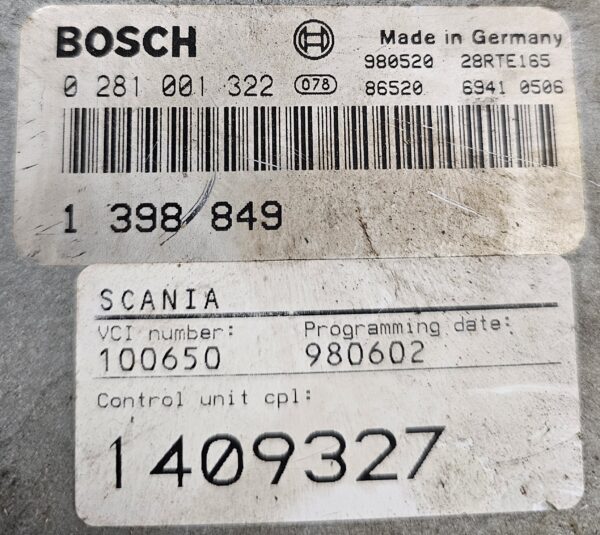 BOSCH Made in Germany
980520 28RTE165
0 281 001 322 078 86520 6941 0506
1 398 849
SCANIA
VCI number: Programming date:
100650 980602
Control unit cpl:
1409327